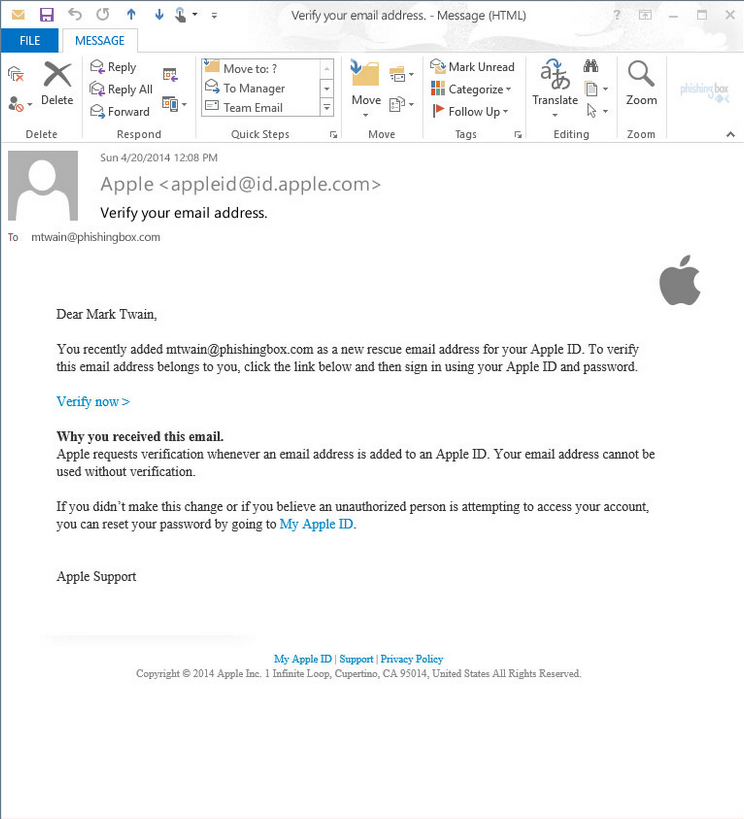 Verify your email address. - Message (HTML)
?
FILE
MESSAGE
Delete
Delete
Reply
Reply All
Forward
Respond
Move to: ?
To Manager
Team Email
Quick Steps
Move
Move
Mark Unread
Categorize
Follow Up
Tags
Translate
Editing
Zoom
Zoom
phishingbox
Sun 4/20/2014 12:08 PM
Apple <appleid@id.apple.com>
Verify your email address.
To mtwain@phishingbox.com
Dear Mark Twain,
You recently added mtwain@phishingbox.com as a new rescue email address for your Apple ID. To verify
this email address belongs to you, click the link below and then sign in using your Apple ID and password.
Verify now >
Why you received this email.
Apple requests verification whenever an email address is added to an Apple ID. Your email address cannot be
used without verification.
If you didn’t make this change or if you believe an unauthorized person is attempting to access your account,
you can reset your password by going to My Apple ID.
Apple Support
My Apple ID | Support | Privacy Policy
Copyright © 2014 Apple Inc. 1 Infinite Loop, Cupertino, CA 95014, United States All Rights Reserved.